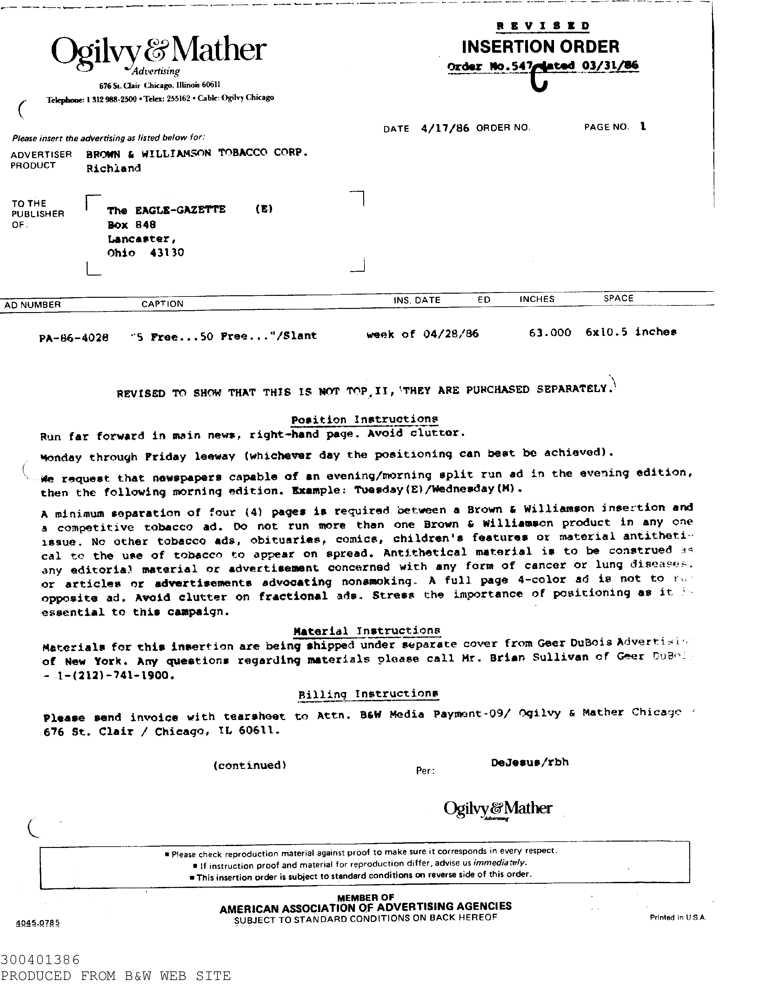 REVISED
INSERTION ORDER
Order No. 547C dated 03/31/86
Ogilvy & Mather
Advertising
676 St. Clair Chicago, Illinois 60611
Telephone: 1 312 988-2500 • Telex: 255162 • Cable: Ogilvy Chicago
DATE 4/17/86 ORDER NO. PAGE NO. 1
Please insert the advertising as listed below for:
ADVERTISER BROWN & WILLIAMSON TOBACCO CORP.
PRODUCT Richland
TO THE
PUBLISHER
OF:
The EAGLE-GAZETTE (E)
Box 848
Lancaster,
Ohio 43130
AD NUMBER CAPTION INS. DATE ED INCHES SPACE
PA-86-4028 "5 Free...50 Free..."/Slant week of 04/28/86 63.000 6x10.5 inches
REVISED TO SHOW THAT THIS IS NOT TOP II, THEY ARE PURCHASED SEPARATELY.
Position Instructions
Run far forward in main news, right-hand page. Avoid clutter.
Monday through Friday leeway (whichever day the positioning can best be achieved).
We request that newspapers capable of an evening/morning split run ad in the evening edition,
then the following morning edition. Example: Tuesday(E)/Wednesday(M).
A minimum separation of four (4) pages is required between a Brown & Williamson insertion and
a competitive tobacco ad. Do not run more than one Brown & Williamson product in any one
issue. No other tobacco ads, obituaries, comics, children's features or material antitheti-
cal to the use of tobacco to appear on spread. Antithetical material is to be construed as
any editorial material or advertisement concerned with any form of cancer or lung diseases,
or articles or advertisements advocating nonsmoking. A full page 4-color ad is not to
opposite ad. Avoid clutter on fractional ads. Stress the importance of positioning as it
essential to this campaign.
Material Instructions
Materials for this insertion are being shipped under separate cover from Geer DuBois Advertisi
of New York. Any questions regarding materials please call Mr. Brian Sullivan of Geer DuBoi
- 1-(212)-741-1900.
Billing Instructions
Please send invoice with tearsheet to Attn. B&W Media Payment-09/ Ogilvy & Mather Chicago /
676 St. Clair / Chicago, IL 60611.
(continued) Per: DeJesus/rbh
Ogilvy & Mather
Advertising
■ Please check reproduction material against proof to make sure it corresponds in every respect.
■ If instruction proof and material for reproduction differ, advise us immediately.
■ This insertion order is subject to standard conditions on reverse side of this order.
MEMBER OF
AMERICAN ASSOCIATION OF ADVERTISING AGENCIES
SUBJECT TO STANDARD CONDITIONS ON BACK HEREOF
4045.0785 Printed in U.S.A.
300401386
PRODUCED FROM B&W WEB SITE